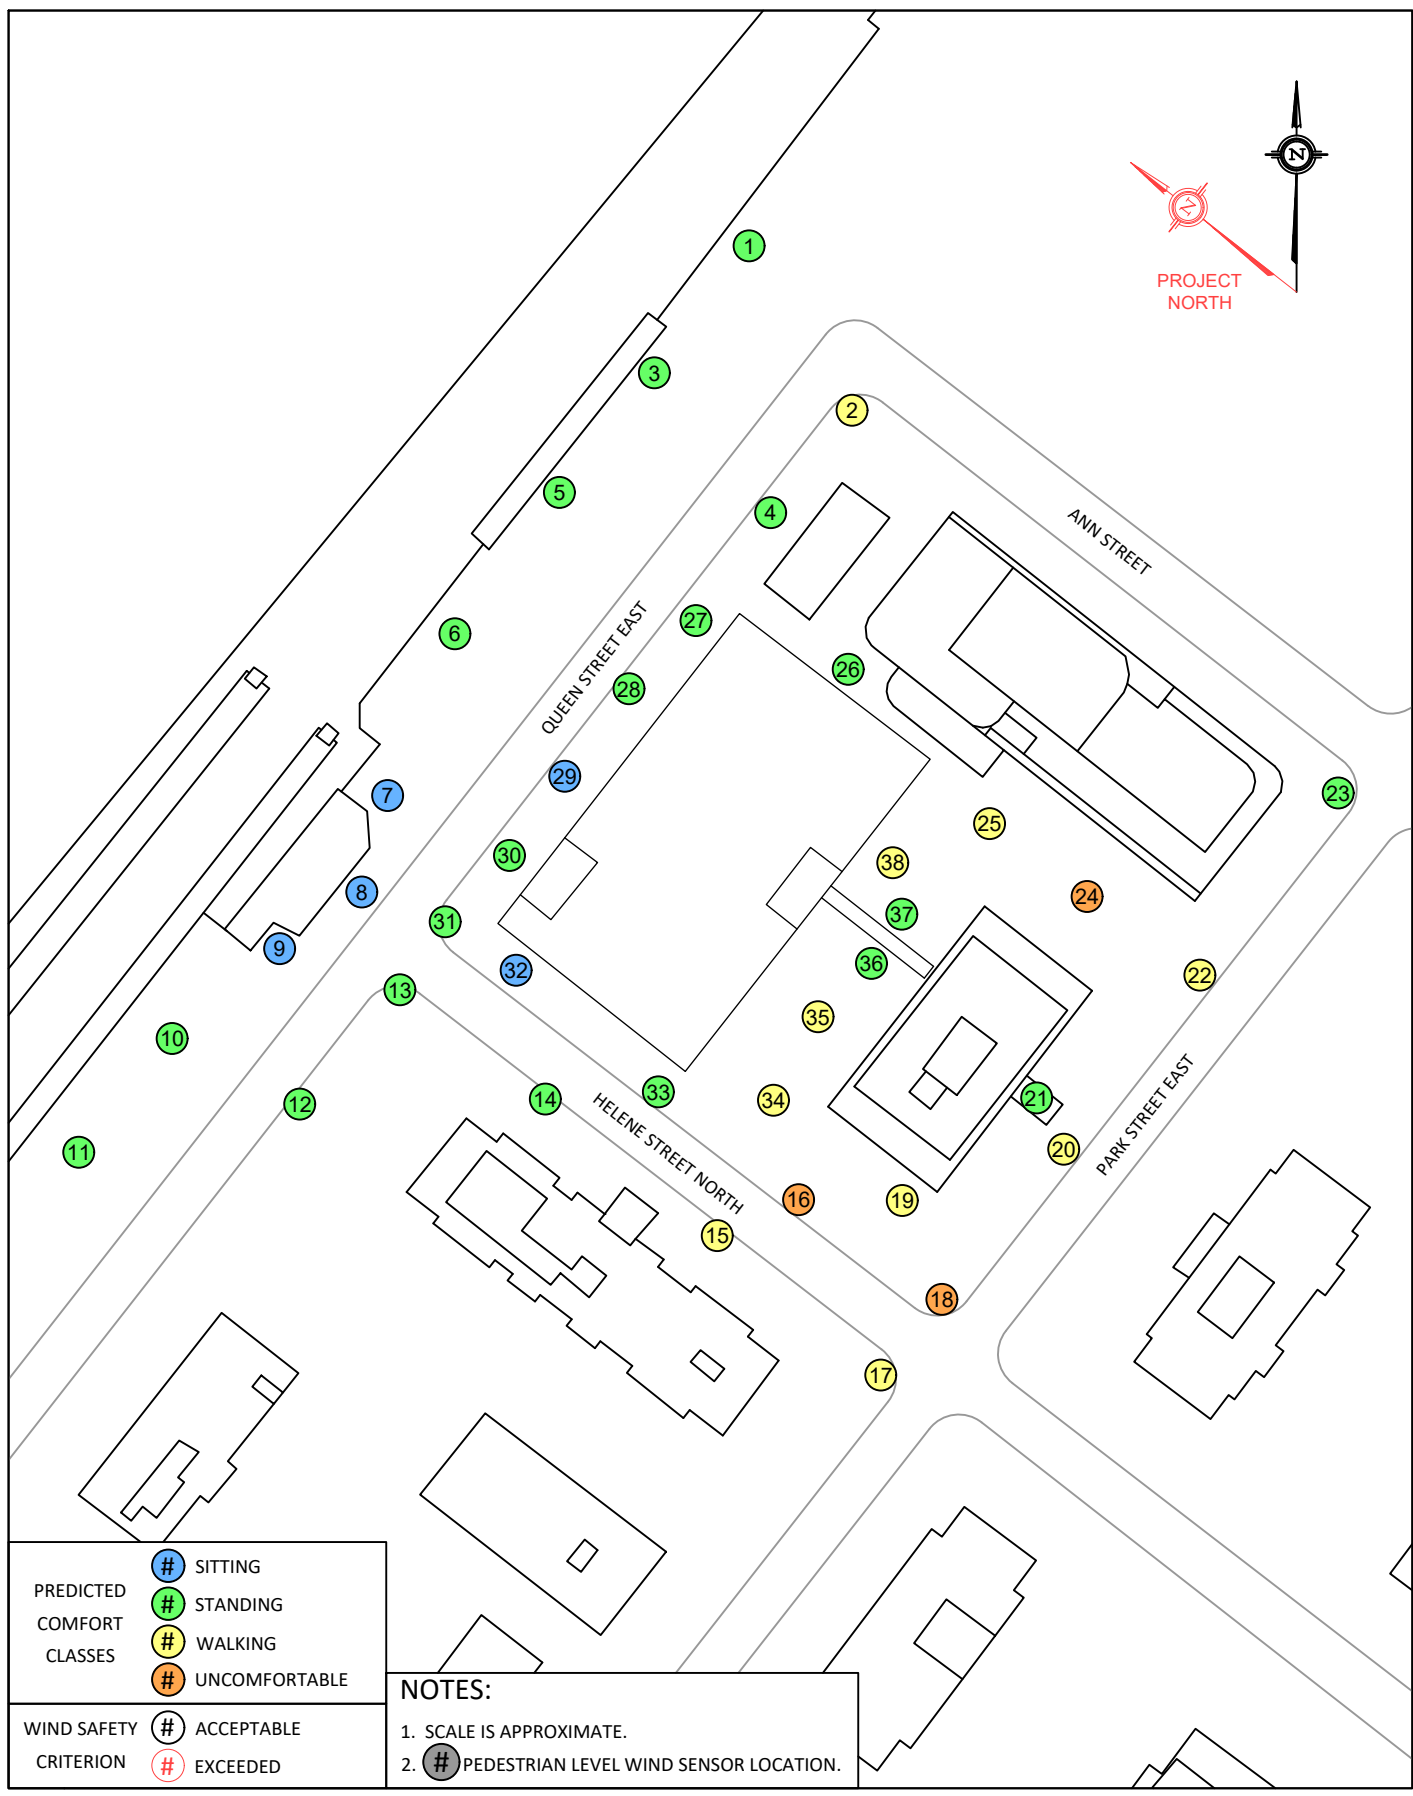 N
N
PROJECT
NORTH
1
3
2
5
4
ANN STREET
27
6
QUEEN STREET EAST
26
28
29
7
23
25
30
38
8
24
37
31
9
36
32
22
13
35
10
33
21
14
34
12
HELENE STREET NORTH
PARK STREET EAST
20
11
16
19
15
18
17
PREDICTED
COMFORT
CLASSES
# SITTING
# STANDING
# WALKING
# UNCOMFORTABLE
WIND SAFETY
CRITERION
# ACCEPTABLE
# EXCEEDED
NOTES:
1. SCALE IS APPROXIMATE.
2. # PEDESTRIAN LEVEL WIND SENSOR LOCATION.